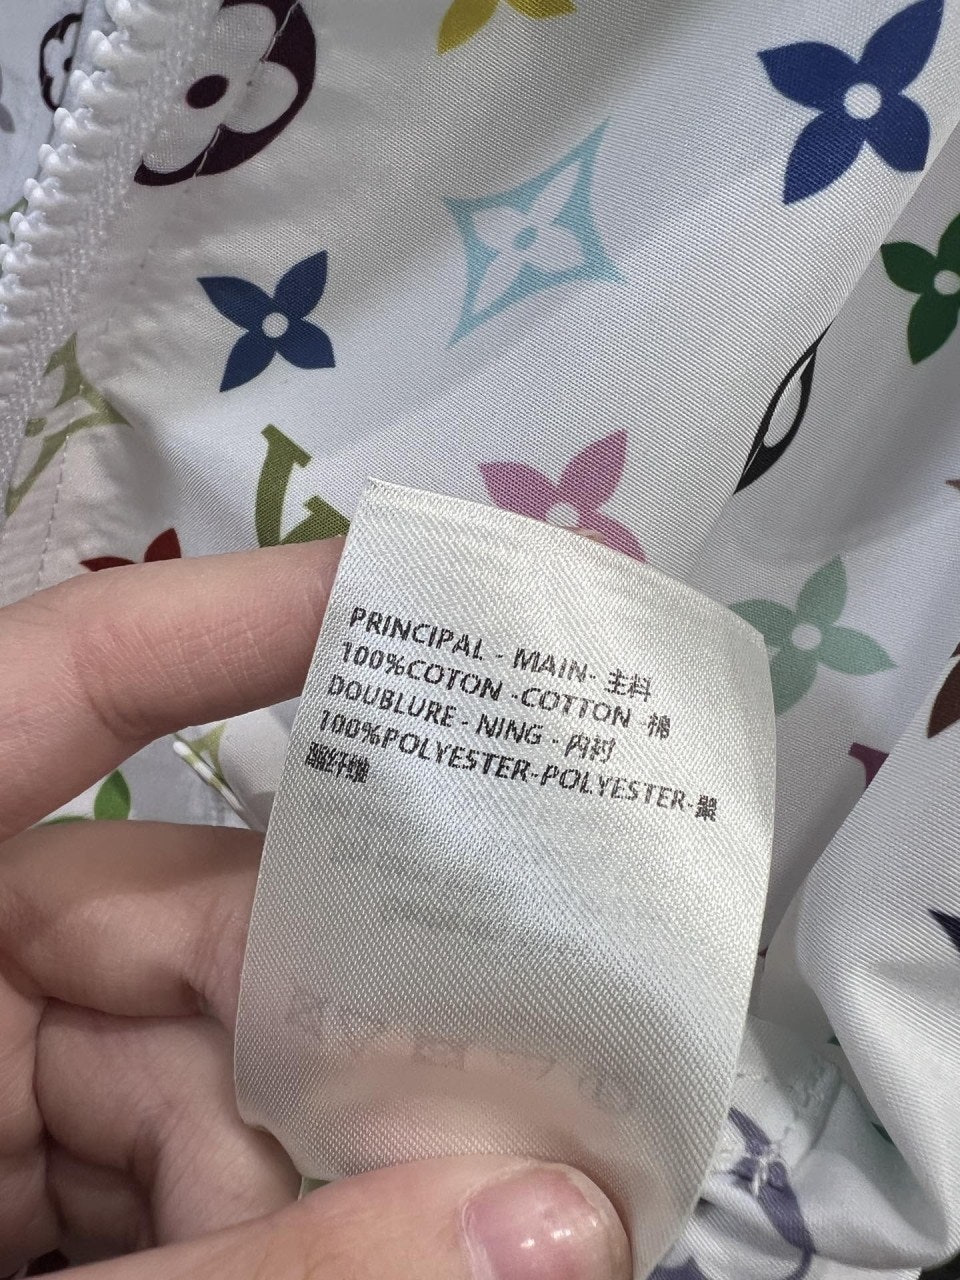 PRINCIPAL - MAIN- 主料
100%COTON -COTTON -棉
DOUBLURE - NING - 内衬
100%POLYESTER-POLYESTER-聚
酯纤维